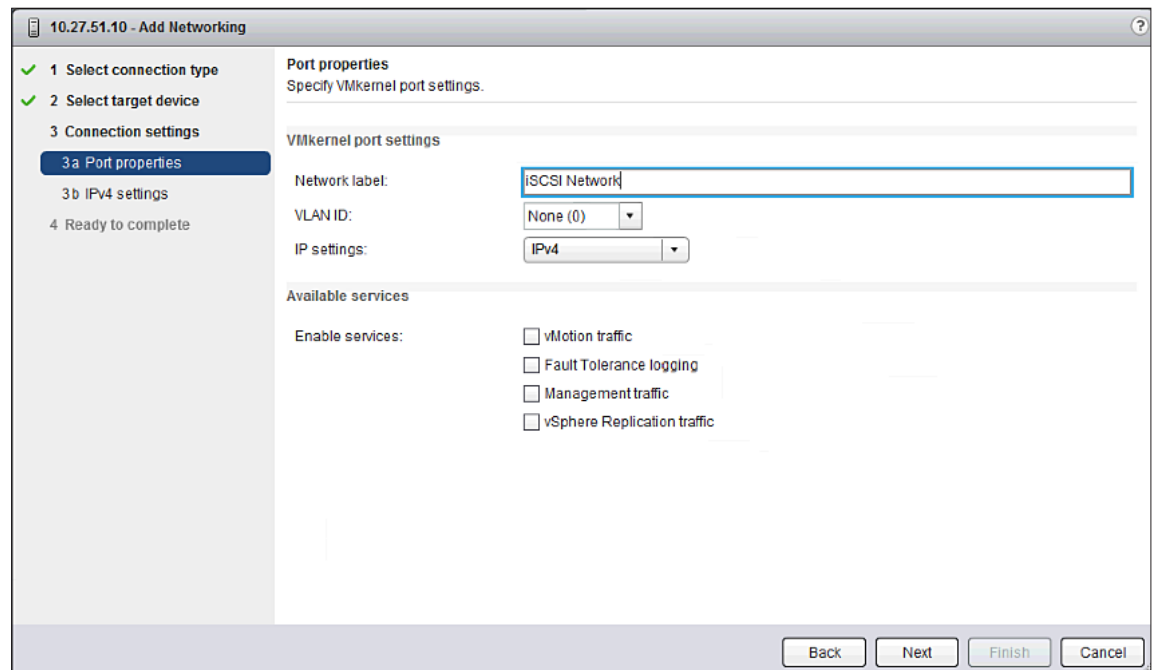 10.27.51.10 - Add Networking
?
1 Select connection type
2 Select target device
3 Connection settings
3a Port properties
3b IPv4 settings
4 Ready to complete
Port properties
Specify VMkernel port settings.
VMkernel port settings
Network label: iSCSI Network
VLAN ID: None (0)
IP settings: IPv4
Available services
Enable services: vMotion traffic
Fault Tolerance logging
Management traffic
vSphere Replication traffic
Back Next Finish Cancel